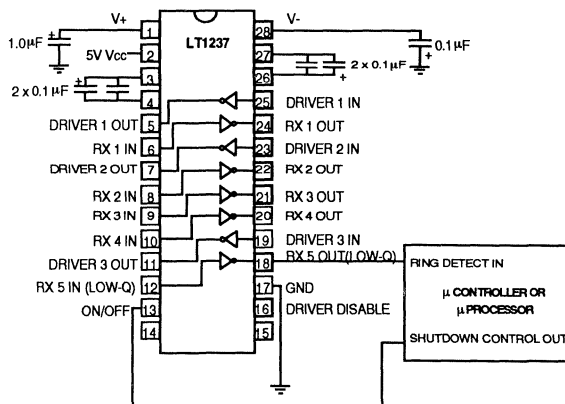 V+
V-
1
28
1.0μF
+
LT1237
0.1μF
+
5V Vcc
2
27
2 x 0.1μF
+
3
26
+
2 x 0.1μF
4
25
DRIVER 1 IN
DRIVER 1 OUT
5
24
RX 1 OUT
RX 1 IN
6
23
DRIVER 2 IN
DRIVER 2 OUT
7
22
RX 2 OUT
RX 2 IN
8
21
RX 3 OUT
RX 3 IN
9
20
RX 4 OUT
RX 4 IN
10
19
DRIVER 3 IN
DRIVER 3 OUT
11
18
RX 5 OUT(LOW-Q)
RING DETECT IN
RX 5 IN (LOW-Q)
12
17
GND
μ CONTROLLER OR
μ PROCESSOR
ON/OFF
13
16
DRIVER DISABLE
14
15
SHUTDOWN CONTROL OUT